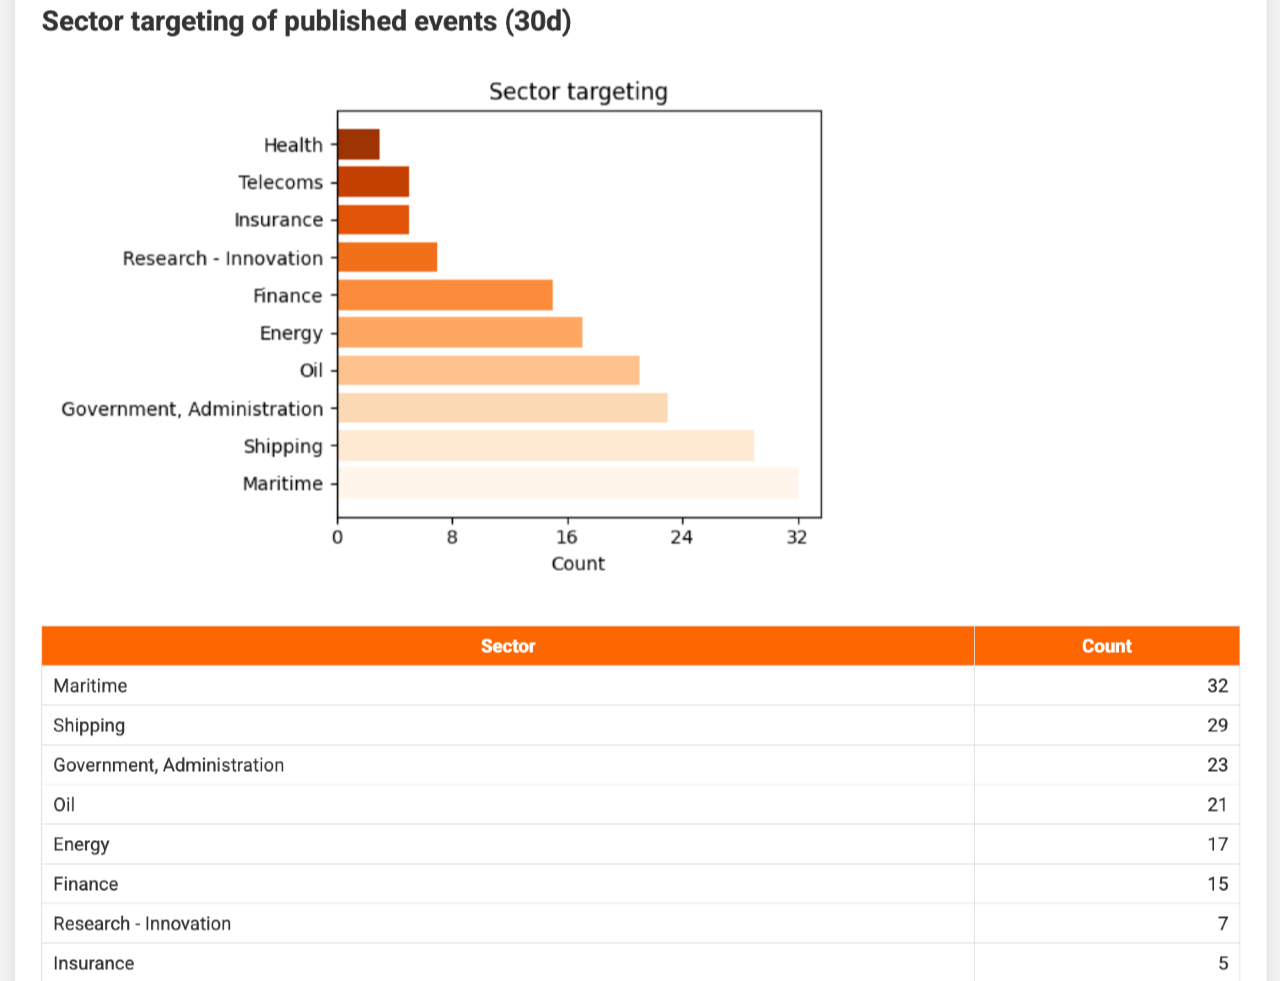 Sector targeting of published events (30d)
Sector targeting
Health
Telecoms
Insurance
Research - Innovation
Finance
Energy
Oil
Government, Administration
Shipping
Maritime
0 8 16 24 32
Count
Sector Count
Maritime 32
Shipping 29
Government, Administration 23
Oil 21
Energy 17
Finance 15
Research - Innovation 7
Insurance 5